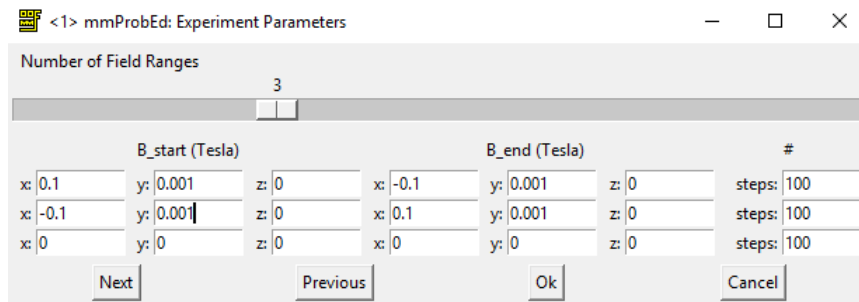 <1> mmProbEd: Experiment Parameters
Number of Field Ranges
3
B_start (Tesla) B_end (Tesla) #
x: 0.1 y: 0.001 z: 0 x: -0.1 y: 0.001 z: 0 steps: 100
x: -0.1 y: 0.001 z: 0 x: 0.1 y: 0.001 z: 0 steps: 100
x: 0 y: 0 z: 0 x: 0 y: 0 z: 0 steps: 100
Next Previous Ok Cancel